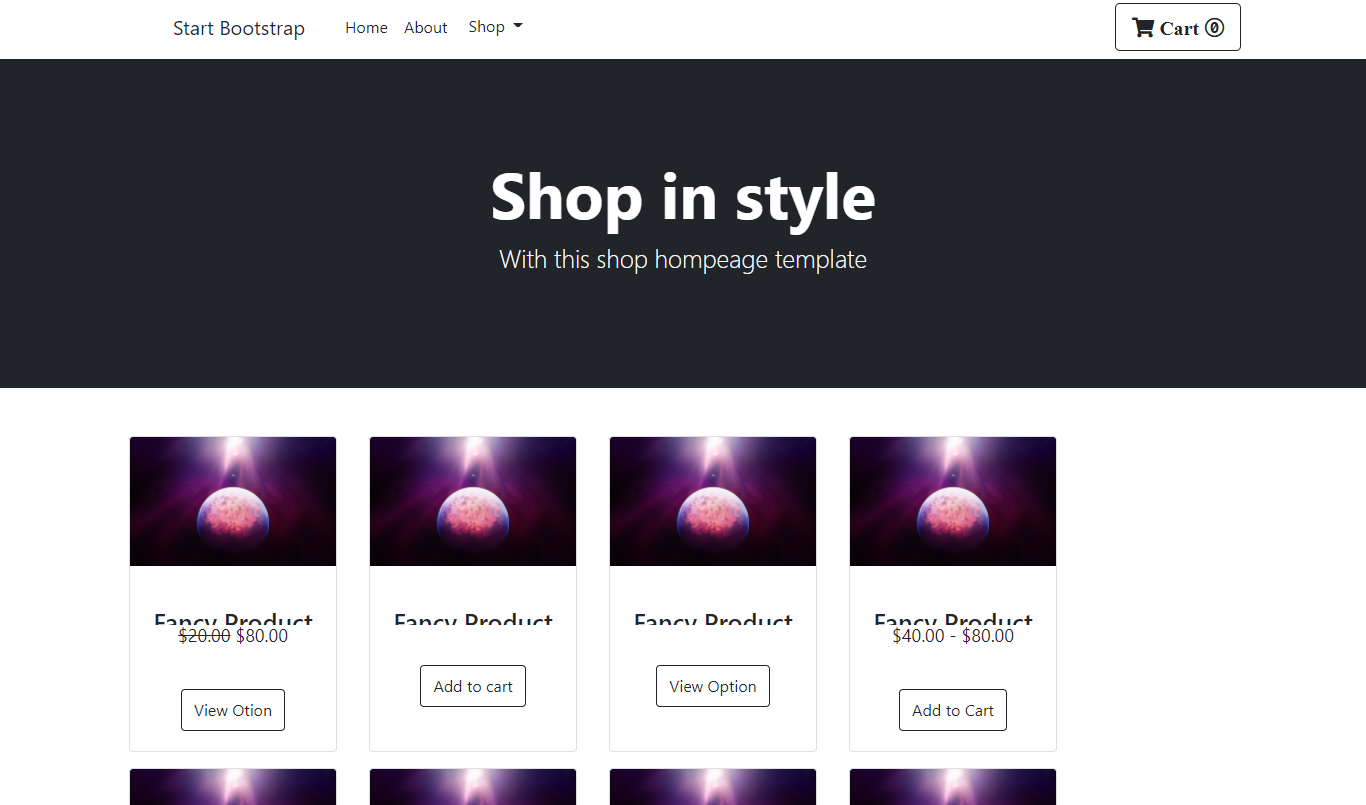 Start Bootstrap Home About Shop Cart 0
Shop in style
With this shop hompeage template
Fancy Product Fancy Product Fancy Product Fancy Product
$20.00 $80.00 $40.00 - $80.00
Add to cart View Option
View Otion Add to Cart